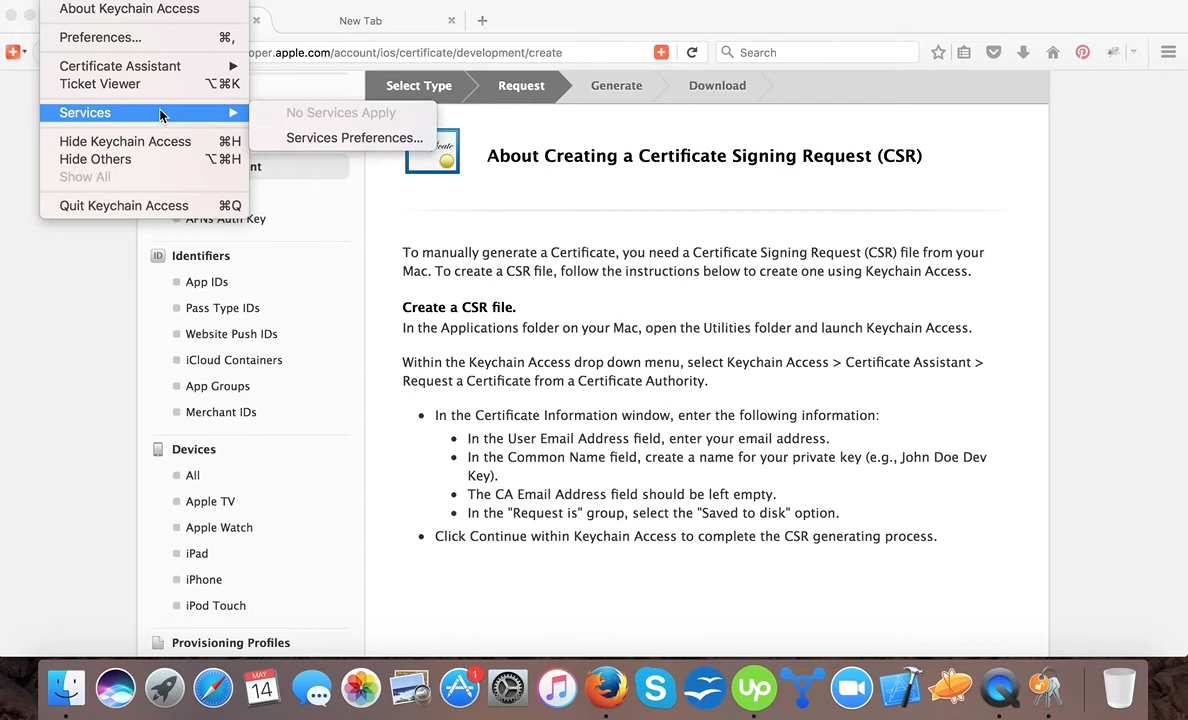 About Keychain Access
Preferences... ⌘,
Certificate Assistant ▶
Ticket Viewer ⌥⌘K
Services ▶
No Services Apply
Services Preferences...
Hide Keychain Access ⌘H
Hide Others ⌥⌘H
Show All
Quit Keychain Access ⌘Q
New Tab
oper.apple.com/account/ios/certificate/development/create
Search
Select Type
Request
Generate
Download
nt
APNs Auth Key
ID Identifiers
App IDs
Pass Type IDs
Website Push IDs
iCloud Containers
App Groups
Merchant IDs
Devices
All
Apple TV
Apple Watch
iPad
iPhone
iPod Touch
Provisioning Profiles
About Creating a Certificate Signing Request (CSR)
To manually generate a Certificate, you need a Certificate Signing Request (CSR) file from your
Mac. To create a CSR file, follow the instructions below to create one using Keychain Access.
Create a CSR file.
In the Applications folder on your Mac, open the Utilities folder and launch Keychain Access.
Within the Keychain Access drop down menu, select Keychain Access > Certificate Assistant >
Request a Certificate from a Certificate Authority.
• In the Certificate Information window, enter the following information:
• In the User Email Address field, enter your email address.
• In the Common Name field, create a name for your private key (e.g., John Doe Dev
Key).
• The CA Email Address field should be left empty.
• In the "Request is" group, select the "Saved to disk" option.
• Click Continue within Keychain Access to complete the CSR generating process.
MAY
14
1
S
up